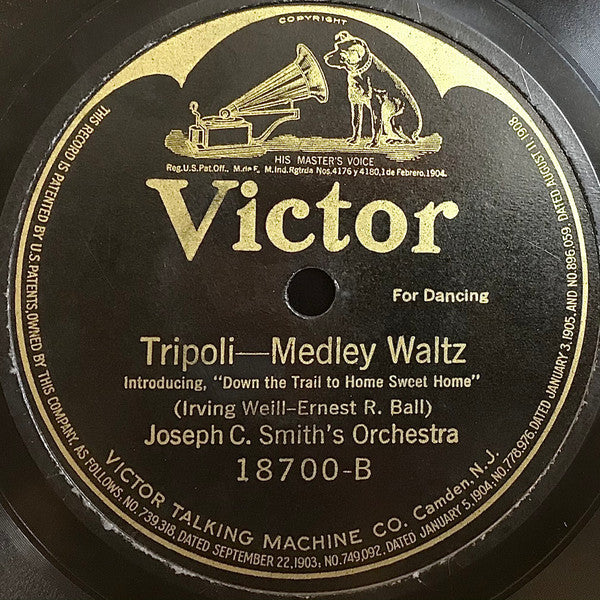 COPYRIGHT
HIS MASTER'S VOICE
Reg.U.S.Pat.Off., M.de F., M.Ind.Rgtrda Nos.4176 y 4180,1 de Febrero,1904.
Victor
For Dancing
Tripoli—Medley Waltz
Introducing, "Down the Trail to Home Sweet Home"
(Irving Weill-Ernest R. Ball)
Joseph C. Smith's Orchestra
18700-B
VICTOR TALKING MACHINE CO. Camden, N.J.
THIS RECORD IS PATENTED BY U.S. PATENTS, OWNED BY THIS COMPANY, AS FOLLOWS: NO. 739,318, DATED SEPTEMBER 22, 1903; NO. 749,092, DATED JANUARY 5, 1904; NO. 778,976, DATED JANUARY 3, 1905, AND NO. 896,059, DATED AUGUST 11, 1908